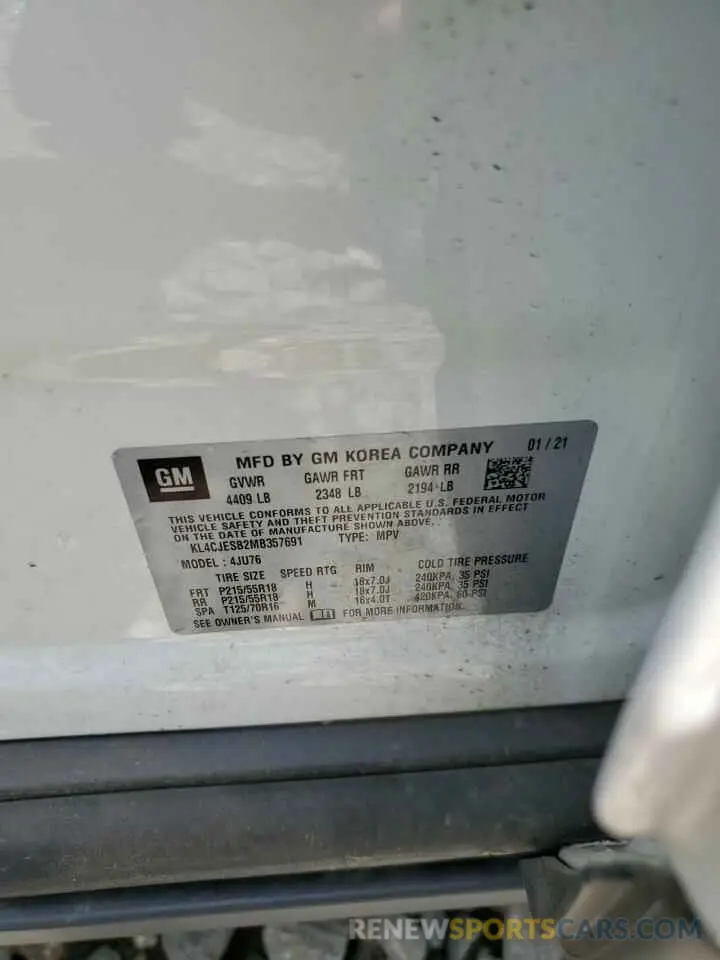 GM
MFD BY GM KOREA COMPANY 01 / 21
GVWR GAWR FRT GAWR RR
4409 LB 2348 LB 2194 LB
THIS VEHICLE CONFORMS TO ALL APPLICABLE U.S. FEDERAL MOTOR
VEHICLE SAFETY AND THEFT PREVENTION STANDARDS IN EFFECT
ON THE DATE OF MANUFACTURE SHOWN ABOVE.
KL4CJESB2MB357691 TYPE: MPV
MODEL: 4JU76
TIRE SIZE SPEED RTG RIM COLD TIRE PRESSURE
FRT P215/55R18 H 18x7.0J 240KPA, 35 PSI
RR P215/55R18 H 18x7.0J 240KPA, 35 PSI
SPA T125/70R16 M 16x4.0T 420KPA, 60 PSI
SEE OWNER'S MANUAL FOR MORE INFORMATION
RENEWSPORTSCARS.COM